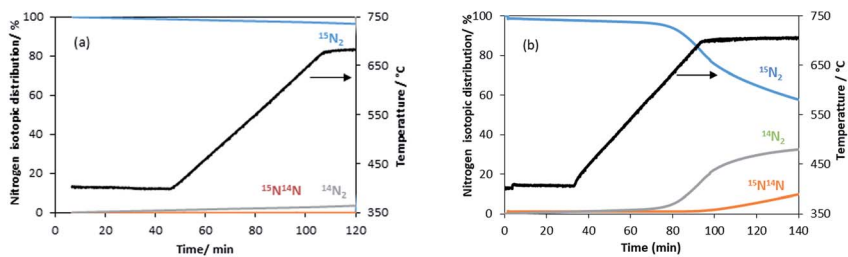 (a)
Nitrogen isotopic distribution/ %
100
80
60
40
20
0
0 20 40 60 80 100 120
Time/ min
750
650
550
450
350
Temperatture / °C
¹⁵N₂
¹⁵N¹⁴N
¹⁴N₂
(b)
Nitrogen isotopic distribution/ %
100
80
60
40
20
0
0 20 40 60 80 100 120 140
Time (min)
750
650
550
450
350
Temperatture / °C
¹⁵N₂
¹⁴N₂
¹⁵N¹⁴N